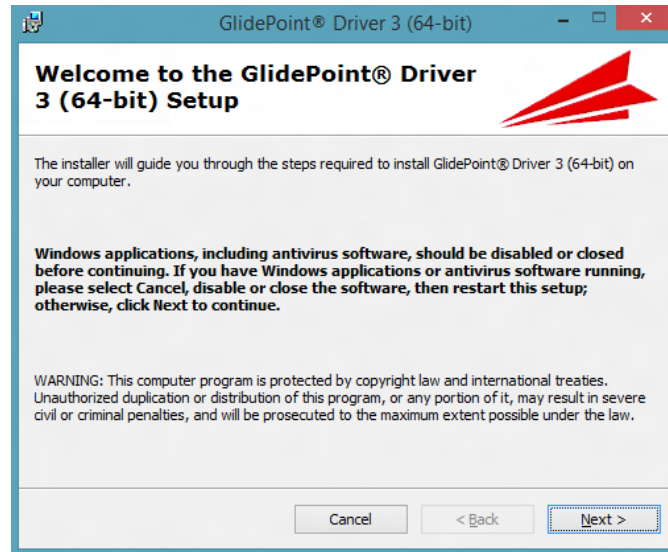 GlidePoint® Driver 3 (64-bit)
Welcome to the GlidePoint® Driver
3 (64-bit) Setup
The installer will guide you through the steps required to install GlidePoint® Driver 3 (64-bit) on
your computer.
Windows applications, including antivirus software, should be disabled or closed
before continuing. If you have Windows applications or antivirus software running,
please select Cancel, disable or close the software, then restart this setup;
otherwise, click Next to continue.
WARNING: This computer program is protected by copyright law and international treaties.
Unauthorized duplication or distribution of this program, or any portion of it, may result in severe
civil or criminal penalties, and will be prosecuted to the maximum extent possible under the law.
Cancel < Back Next >